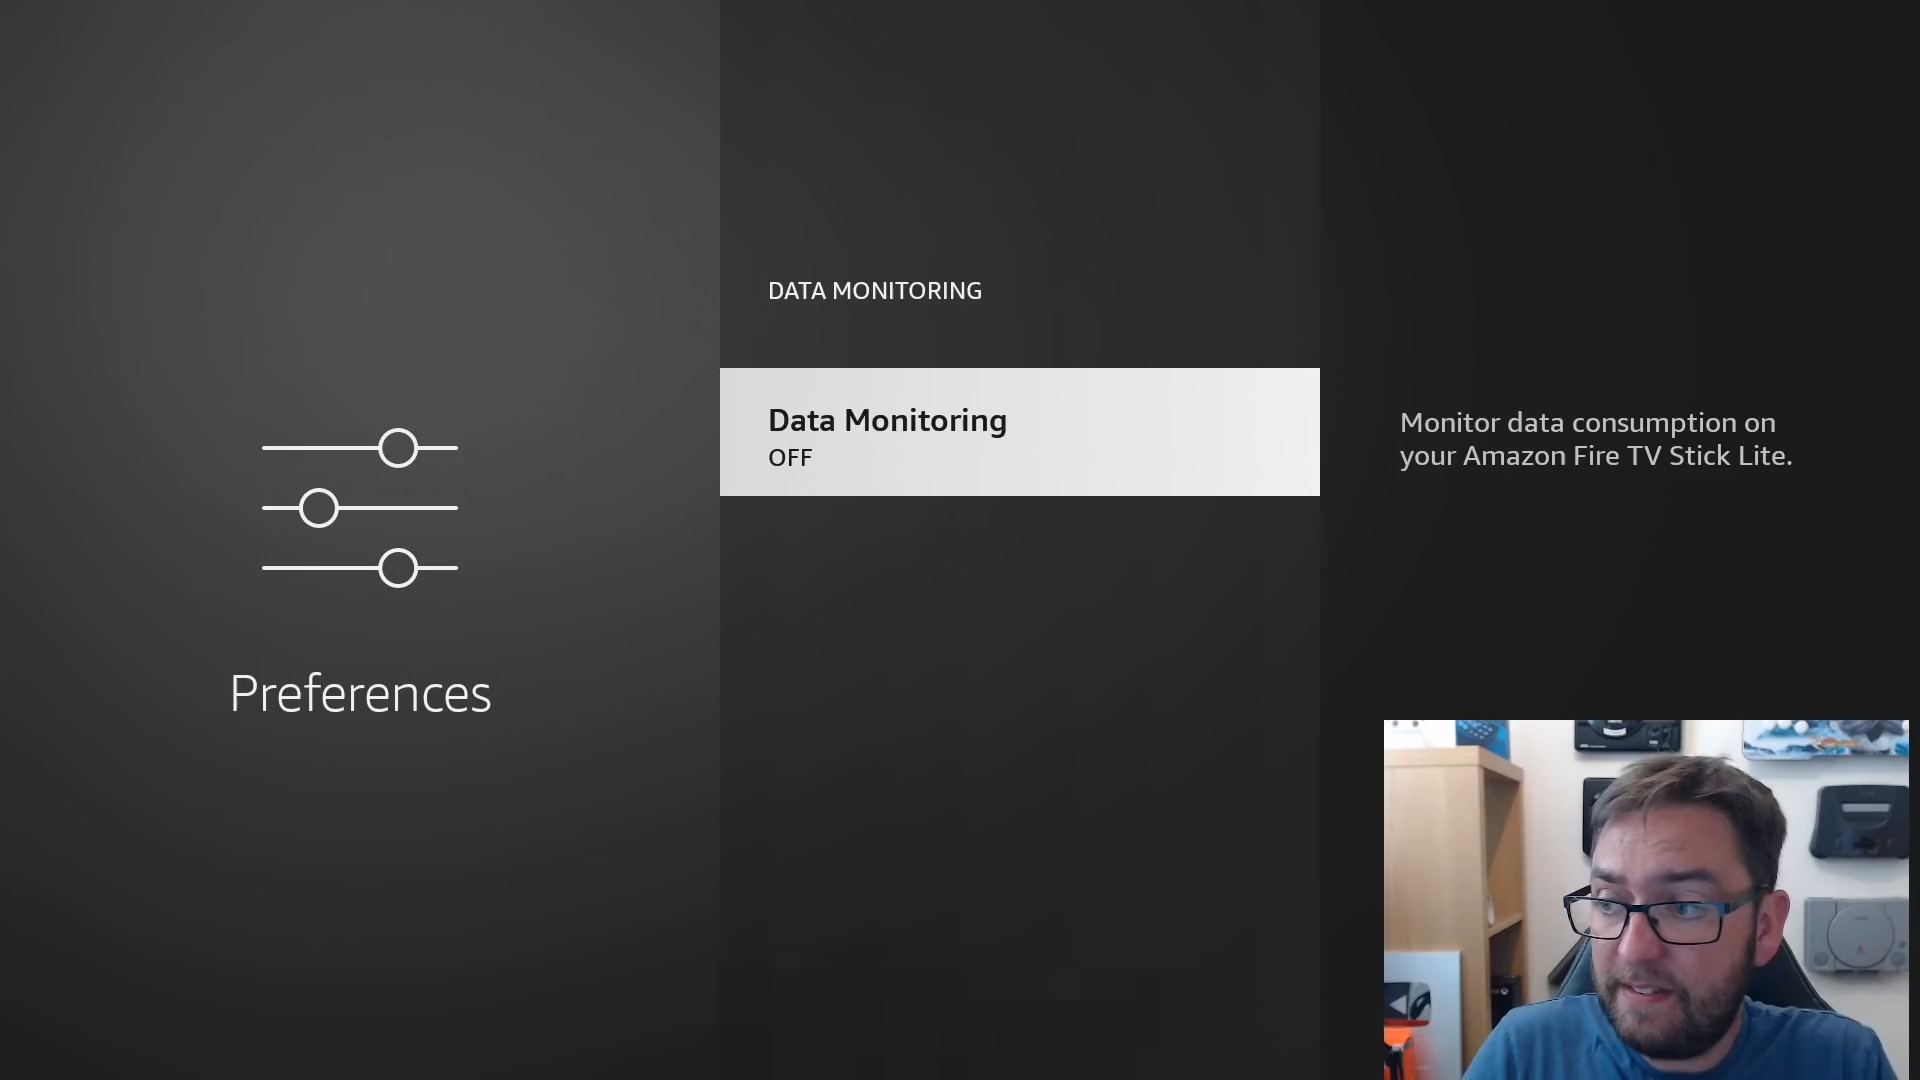 DATA MONITORING
Data Monitoring
OFF
Monitor data consumption on
your Amazon Fire TV Stick Lite.
Preferences